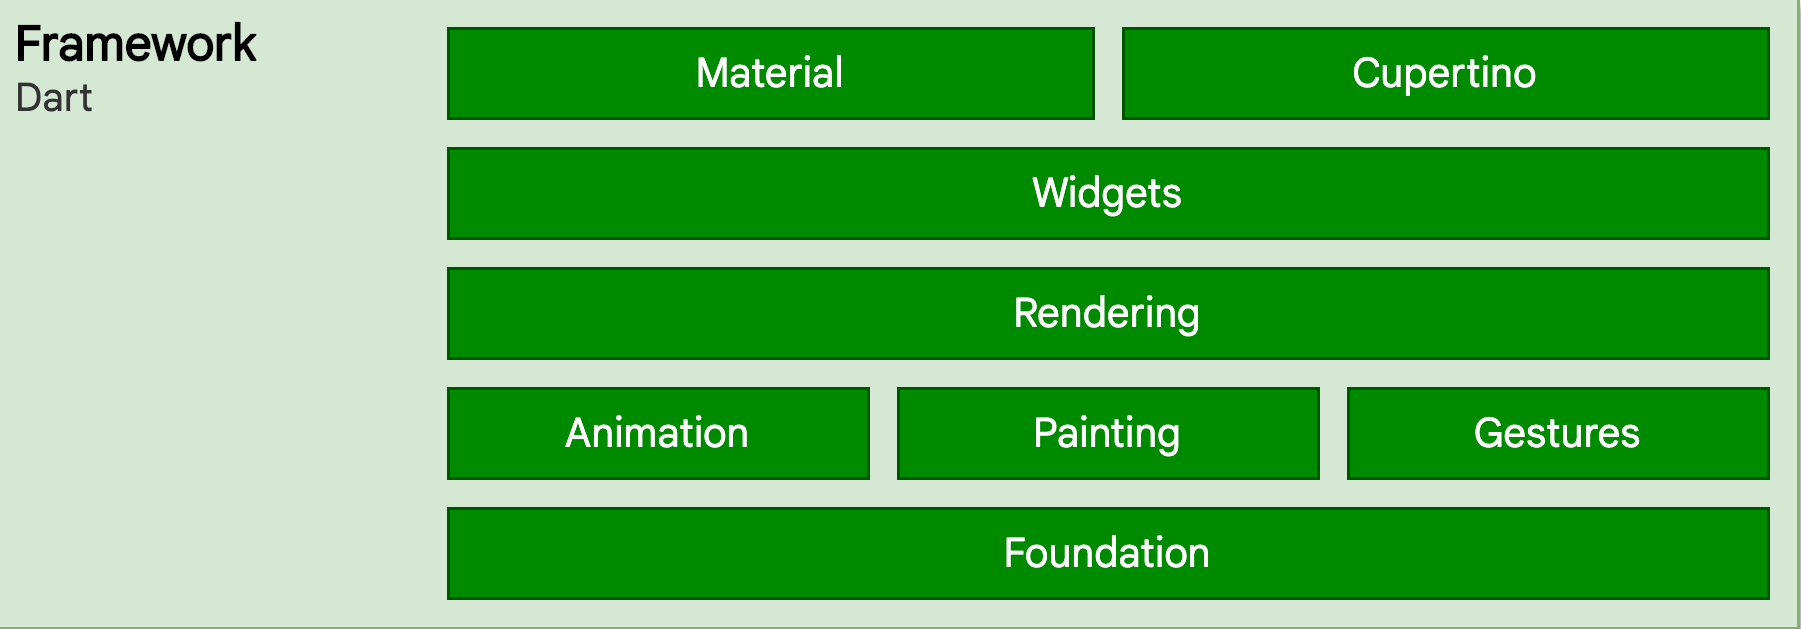 Framework
Dart
Material
Cupertino
Widgets
Rendering
Animation
Painting
Gestures
Foundation